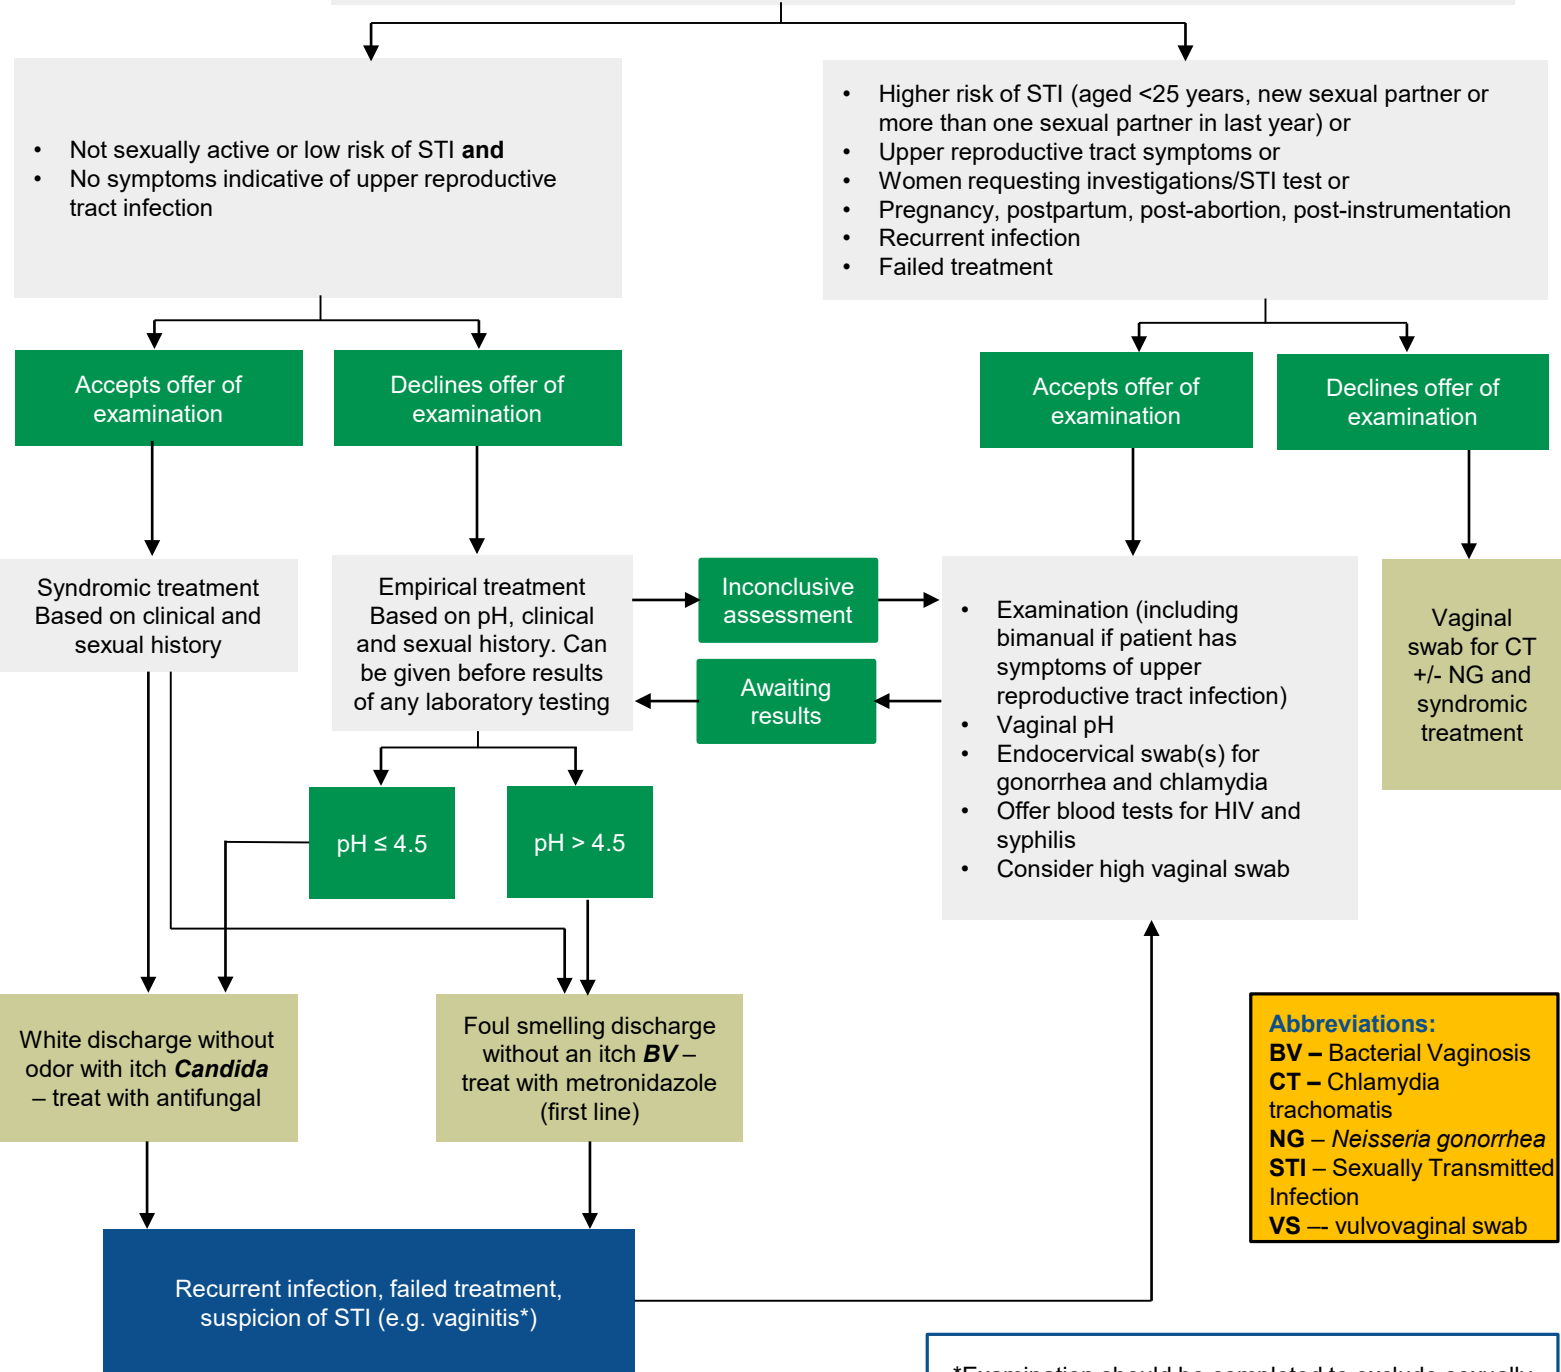 • Not sexually active or low risk of STI and
• No symptoms indicative of upper reproductive
tract infection
• Higher risk of STI (aged <25 years, new sexual partner or
more than one sexual partner in last year) or
• Upper reproductive tract symptoms or
• Women requesting investigations/STI test or
• Pregnancy, postpartum, post-abortion, post-instrumentation
• Recurrent infection
• Failed treatment
Accepts offer of
examination
Declines offer of
examination
Accepts offer of
examination
Declines offer of
examination
Syndromic treatment
Based on clinical and
sexual history
Empirical treatment
Based on pH, clinical
and sexual history. Can
be given before results
of any laboratory testing
Inconclusive
assessment
Awaiting
results
• Examination (including
bimanual if patient has
symptoms of upper
reproductive tract infection)
• Vaginal pH
• Endocervical swab(s) for
gonorrhea and chlamydia
• Offer blood tests for HIV and
syphilis
• Consider high vaginal swab
Vaginal
swab for CT
+/- NG and
syndromic
treatment
pH ≤ 4.5
pH > 4.5
White discharge without
odor with itch Candida
– treat with antifungal
Foul smelling discharge
without an itch BV –
treat with metronidazole
(first line)
Abbreviations:
BV – Bacterial Vaginosis
CT – Chlamydia
trachomatis
NG – Neisseria gonorrhea
STI – Sexually Transmitted
Infection
VS –- vulvovaginal swab
Recurrent infection, failed treatment,
suspicion of STI (e.g. vaginitis*)
*Examination should be completed to exclude sexually